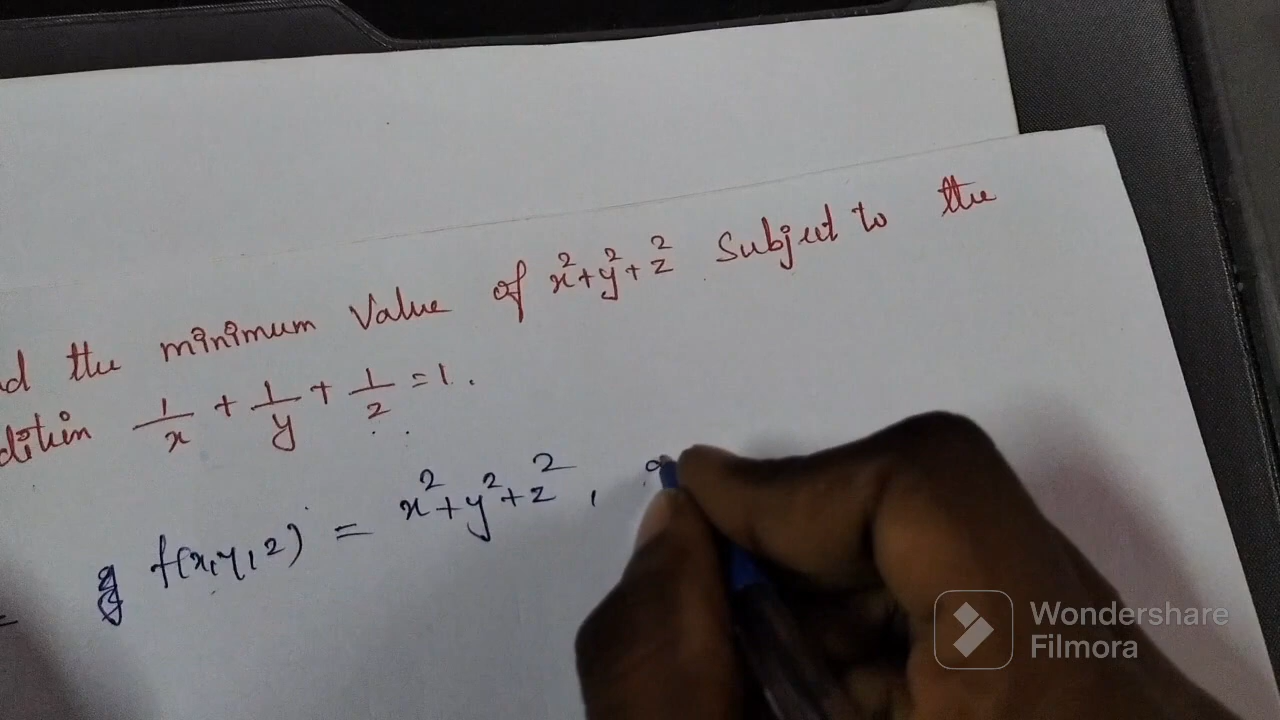 d the minimum Value of x²+y²+z² Subject to the
dition 1/x + 1/y + 1/z = 1.
f(x,y,z) = x²+y²+z²,
Wondershare
Filmora